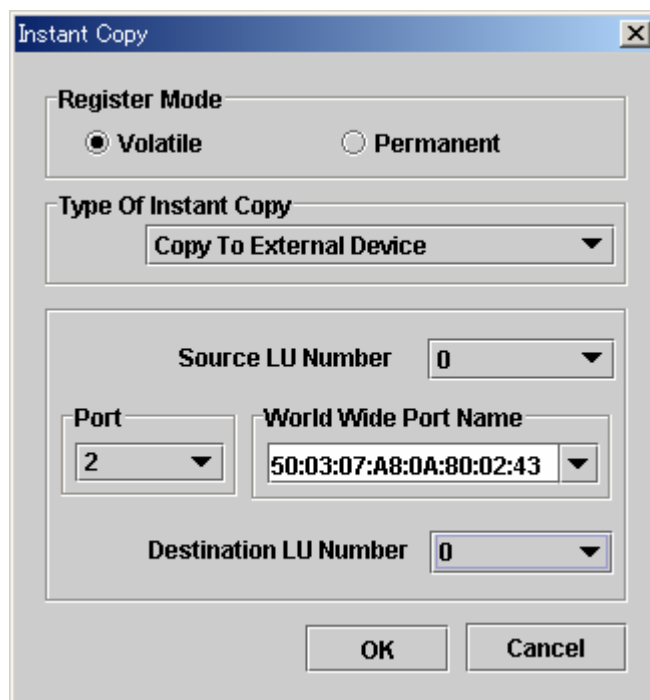 Instant Copy
Register Mode
Volatile
Permanent
Type Of Instant Copy
Copy To External Device
Source LU Number 0
Port
World Wide Port Name
2
50:03:07:A8:0A:80:02:43
Destination LU Number 0
OK
Cancel